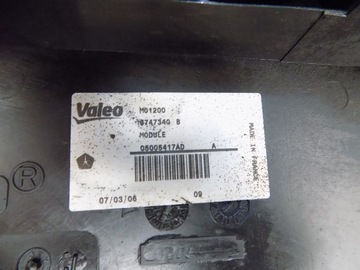 Valeo
M01200
8747340 B
MODULE
05005417AD A
07/03/06
09
MADE IN FRANCE